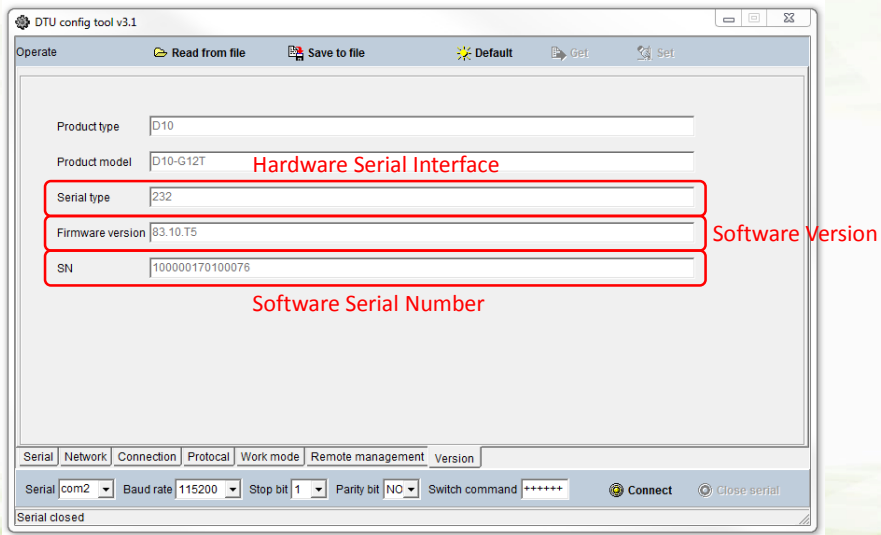 DTU config tool v3.1
Operate Read from file Save to file Default Get Set
Product type D10
Product model D10-G12T
Hardware Serial Interface
Serial type 232
Firmware version 83.10.T5
Software Version
SN 100000170100076
Software Serial Number
Serial Network Connection Protocal Work mode Remote management Version
Serial com2 Baud rate 115200 Stop bit 1 Parity bit NO Switch command ++++++ Connect Close serial
Serial closed